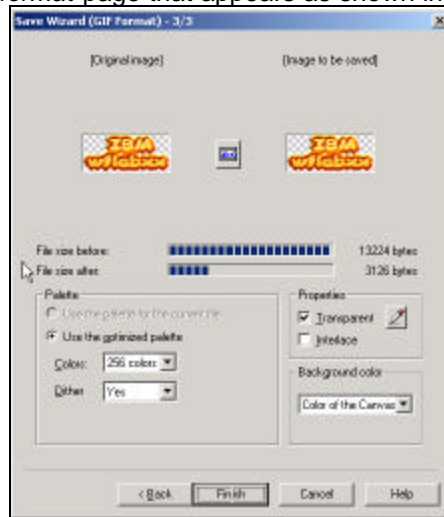 format page that appears as shown in
Save Wizard (GIF Format) - 3/3
[Original image] [Image to be saved]
IBM IBM
File size before: 13224 bytes
File size after: 3126 bytes
Palette Properties
Use the palette for the current file
Transparent
Use the optimized palette
Interlace
Colors: 256 colors
Background color
Dither: Yes
Color of the Canvas
< Back Finish Cancel Help